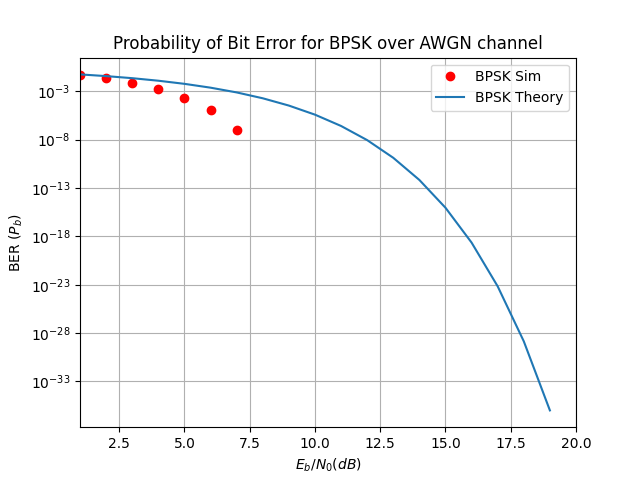 Probability of Bit Error for BPSK over AWGN channel
BPSK Sim
BPSK Theory
BER (P_b)
10^{-3}
10^{-8}
10^{-13}
10^{-18}
10^{-23}
10^{-28}
10^{-33}
2.5 5.0 7.5 10.0 12.5 15.0 17.5 20.0
E_b/N_0(dB)